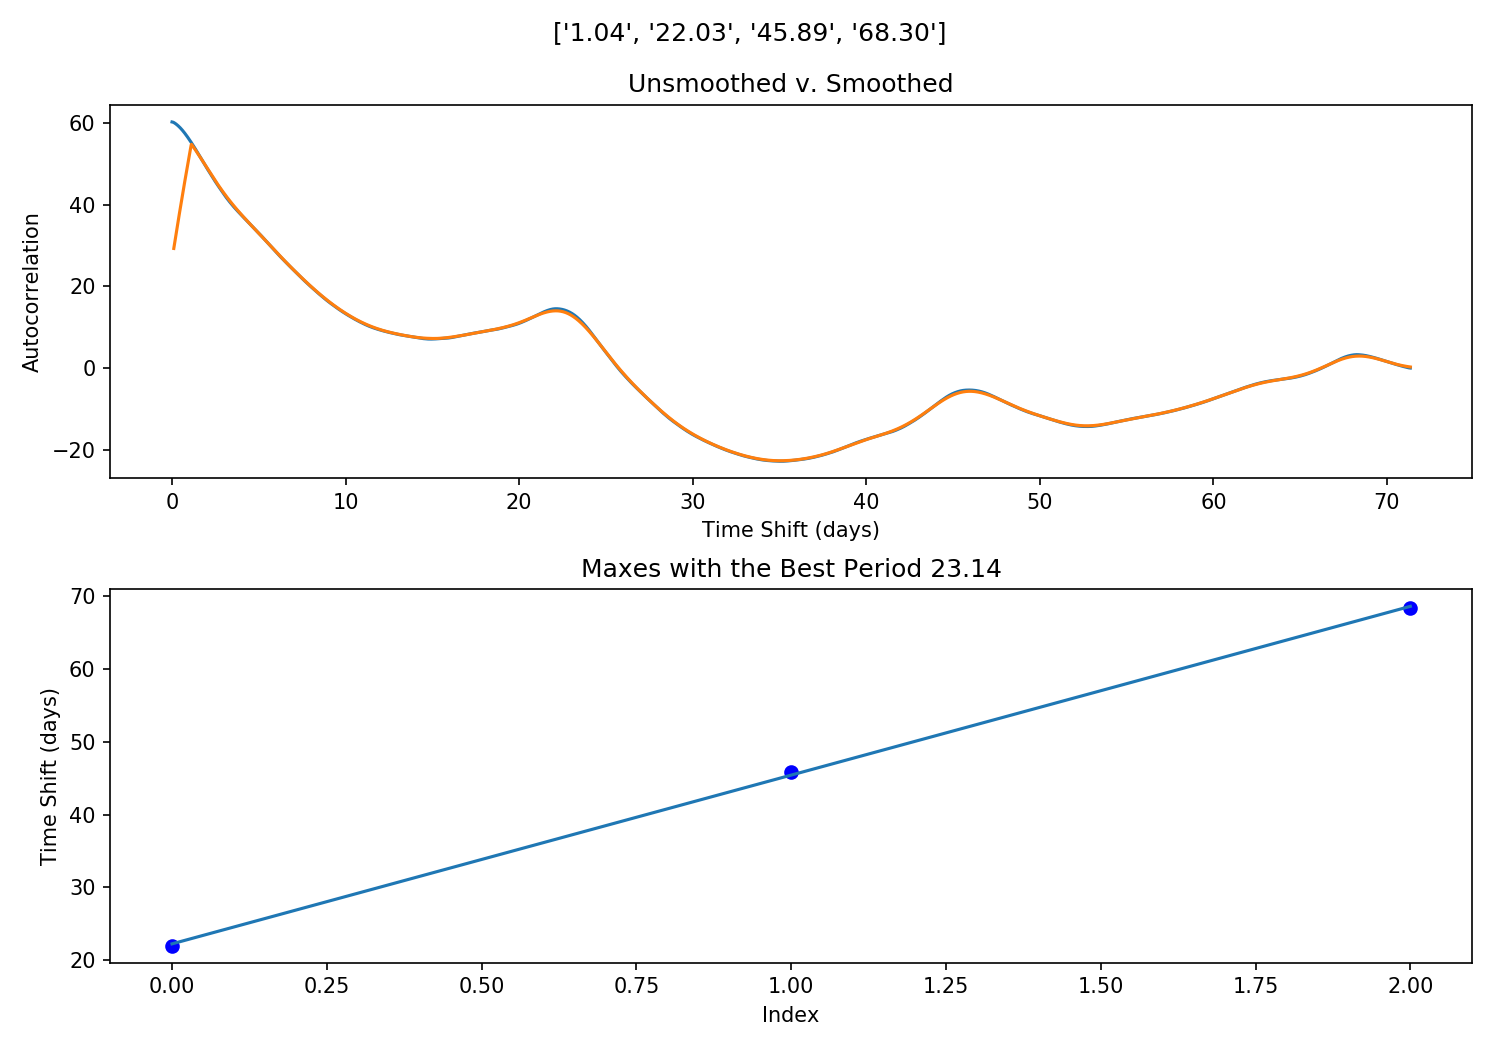 ['1.04', '22.03', '45.89', '68.30']
Unsmoothed v. Smoothed
60
40
20
0
−20
Autocorrelation
0 10 20 30 40 50 60 70
Time Shift (days)
Maxes with the Best Period 23.14
70
60
50
40
30
20
Time Shift (days)
0.00 0.25 0.50 0.75 1.00 1.25 1.50 1.75 2.00
Index